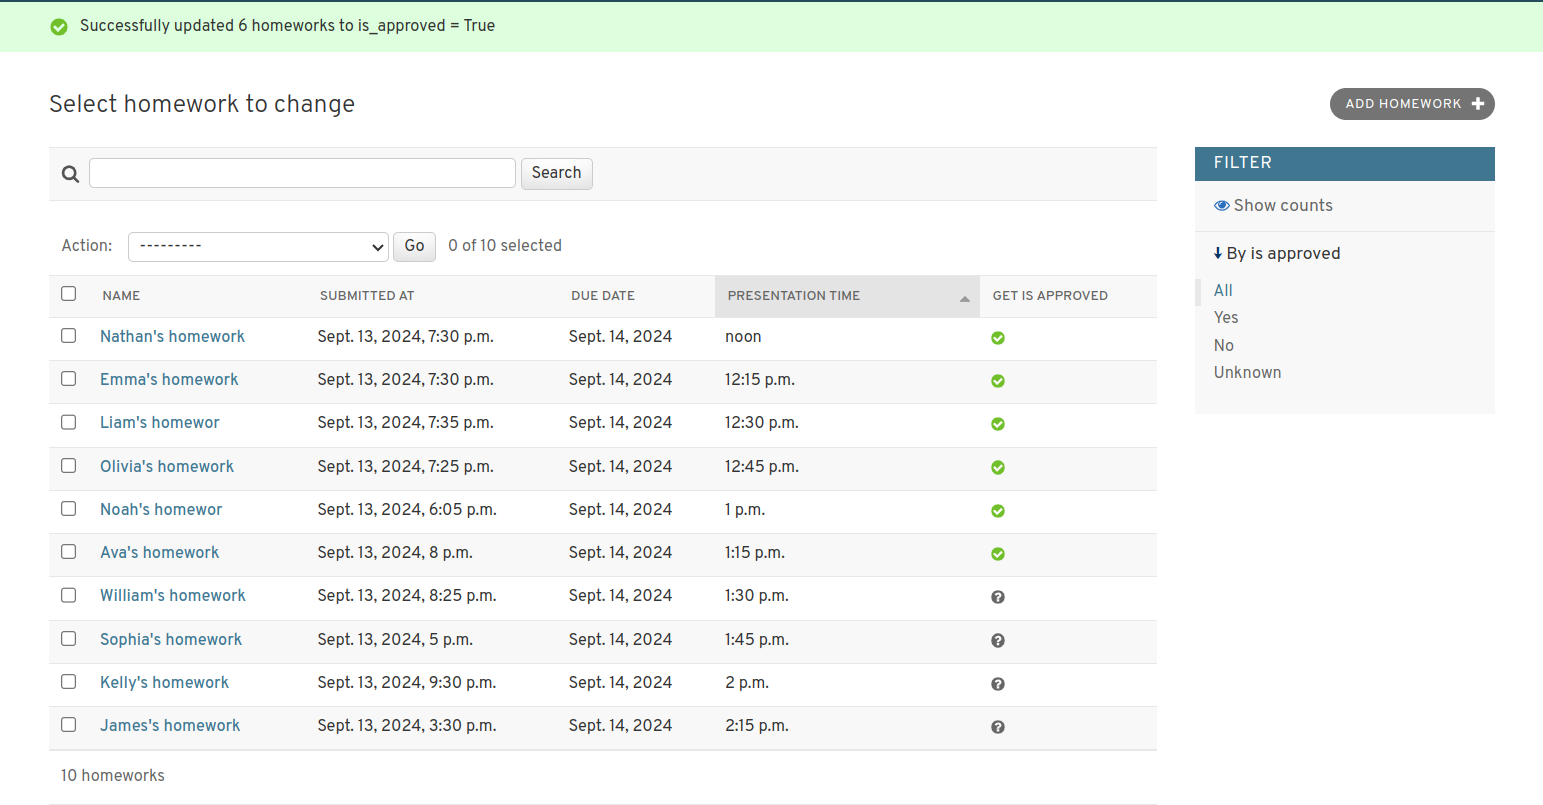 Successfully updated 6 homeworks to is_approved = True
Select homework to change
ADD HOMEWORK
Search
Action: --------- Go 0 of 10 selected
NAME SUBMITTED AT DUE DATE PRESENTATION TIME GET IS APPROVED
Nathan's homework Sept. 13, 2024, 7:30 p.m. Sept. 14, 2024 noon
Emma's homework Sept. 13, 2024, 7:30 p.m. Sept. 14, 2024 12:15 p.m.
Liam's homewor Sept. 13, 2024, 7:35 p.m. Sept. 14, 2024 12:30 p.m.
Olivia's homework Sept. 13, 2024, 7:25 p.m. Sept. 14, 2024 12:45 p.m.
Noah's homewor Sept. 13, 2024, 6:05 p.m. Sept. 14, 2024 1 p.m.
Ava's homework Sept. 13, 2024, 8 p.m. Sept. 14, 2024 1:15 p.m.
William's homework Sept. 13, 2024, 8:25 p.m. Sept. 14, 2024 1:30 p.m.
Sophia's homework Sept. 13, 2024, 5 p.m. Sept. 14, 2024 1:45 p.m.
Kelly's homework Sept. 13, 2024, 9:30 p.m. Sept. 14, 2024 2 p.m.
James's homework Sept. 13, 2024, 3:30 p.m. Sept. 14, 2024 2:15 p.m.
10 homeworks
FILTER
Show counts
By is approved
All
Yes
No
Unknown